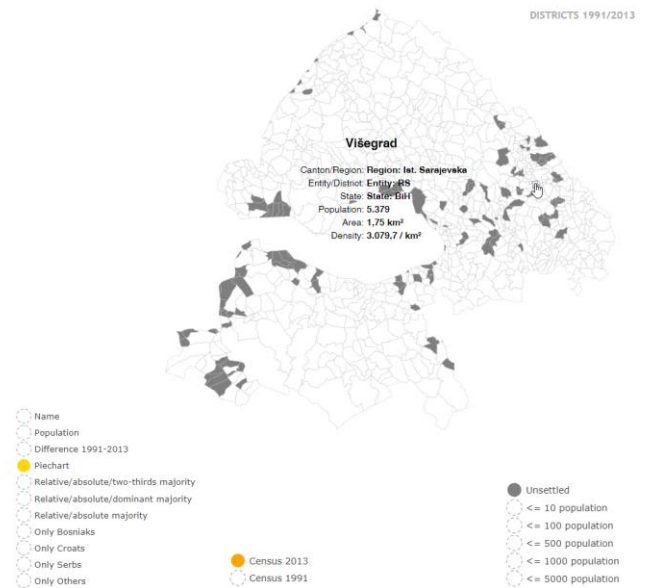 DISTRICTS 1991/2013
Višegrad
Canton/Region: Region: Ist. Sarajevska
Entity/District: Entity: RS
State: State: BiH
Population: 5.379
Area: 1,75 km²
Density: 3.079,7 / km²
Name
Population
Difference 1991-2013
Piechart
Relative/absolute/two-thirds majority
Relative/absolute/dominant majority
Relative/absolute majority
Only Bosniaks
Only Croats
Only Serbs
Only Others
Census 2013
Census 1991
Unsettled
<= 10 population
<= 100 population
<= 500 population
<= 1000 population
<= 5000 population